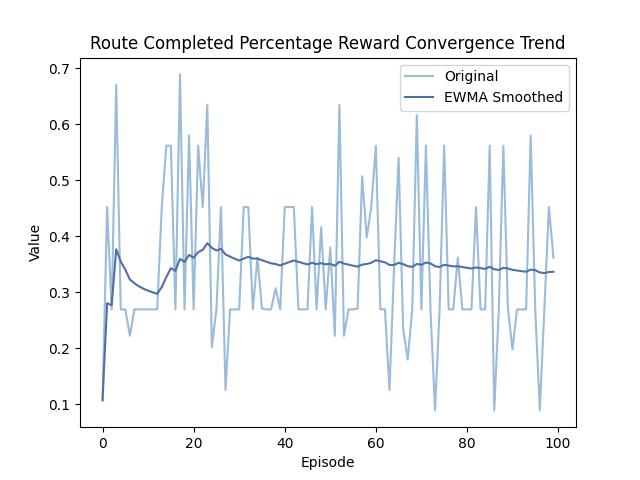 Route Completed Percentage Reward Convergence Trend
Original
EWMA Smoothed
0.7
0.6
0.5
0.4
0.3
0.2
0.1
Value
0 20 40 60 80 100
Episode